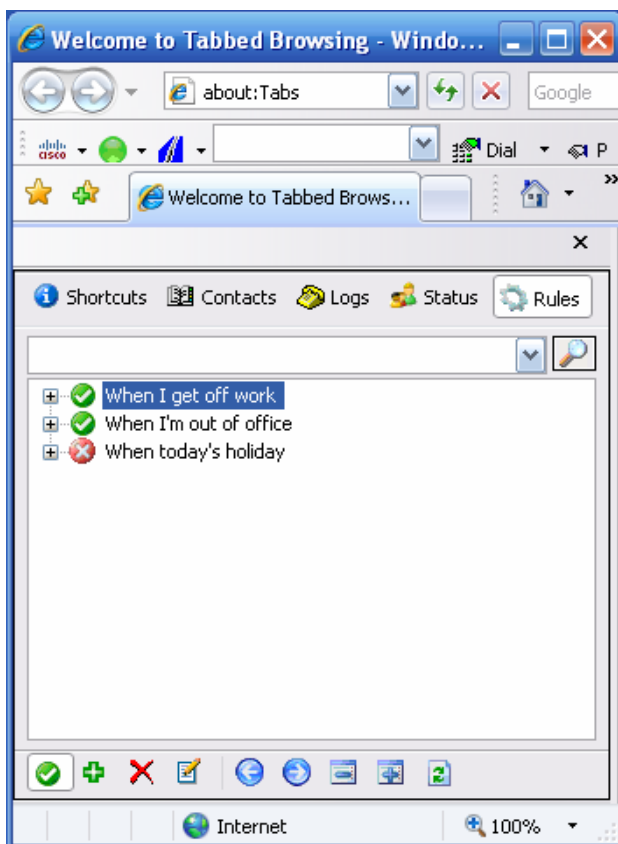 Welcome to Tabbed Browsing - Windo...
about:Tabs
Google
cisco
Dial
P
Welcome to Tabbed Brows...
Shortcuts Contacts Logs Status Rules
When I get off work
When I'm out of office
When today's holiday
Internet
100%